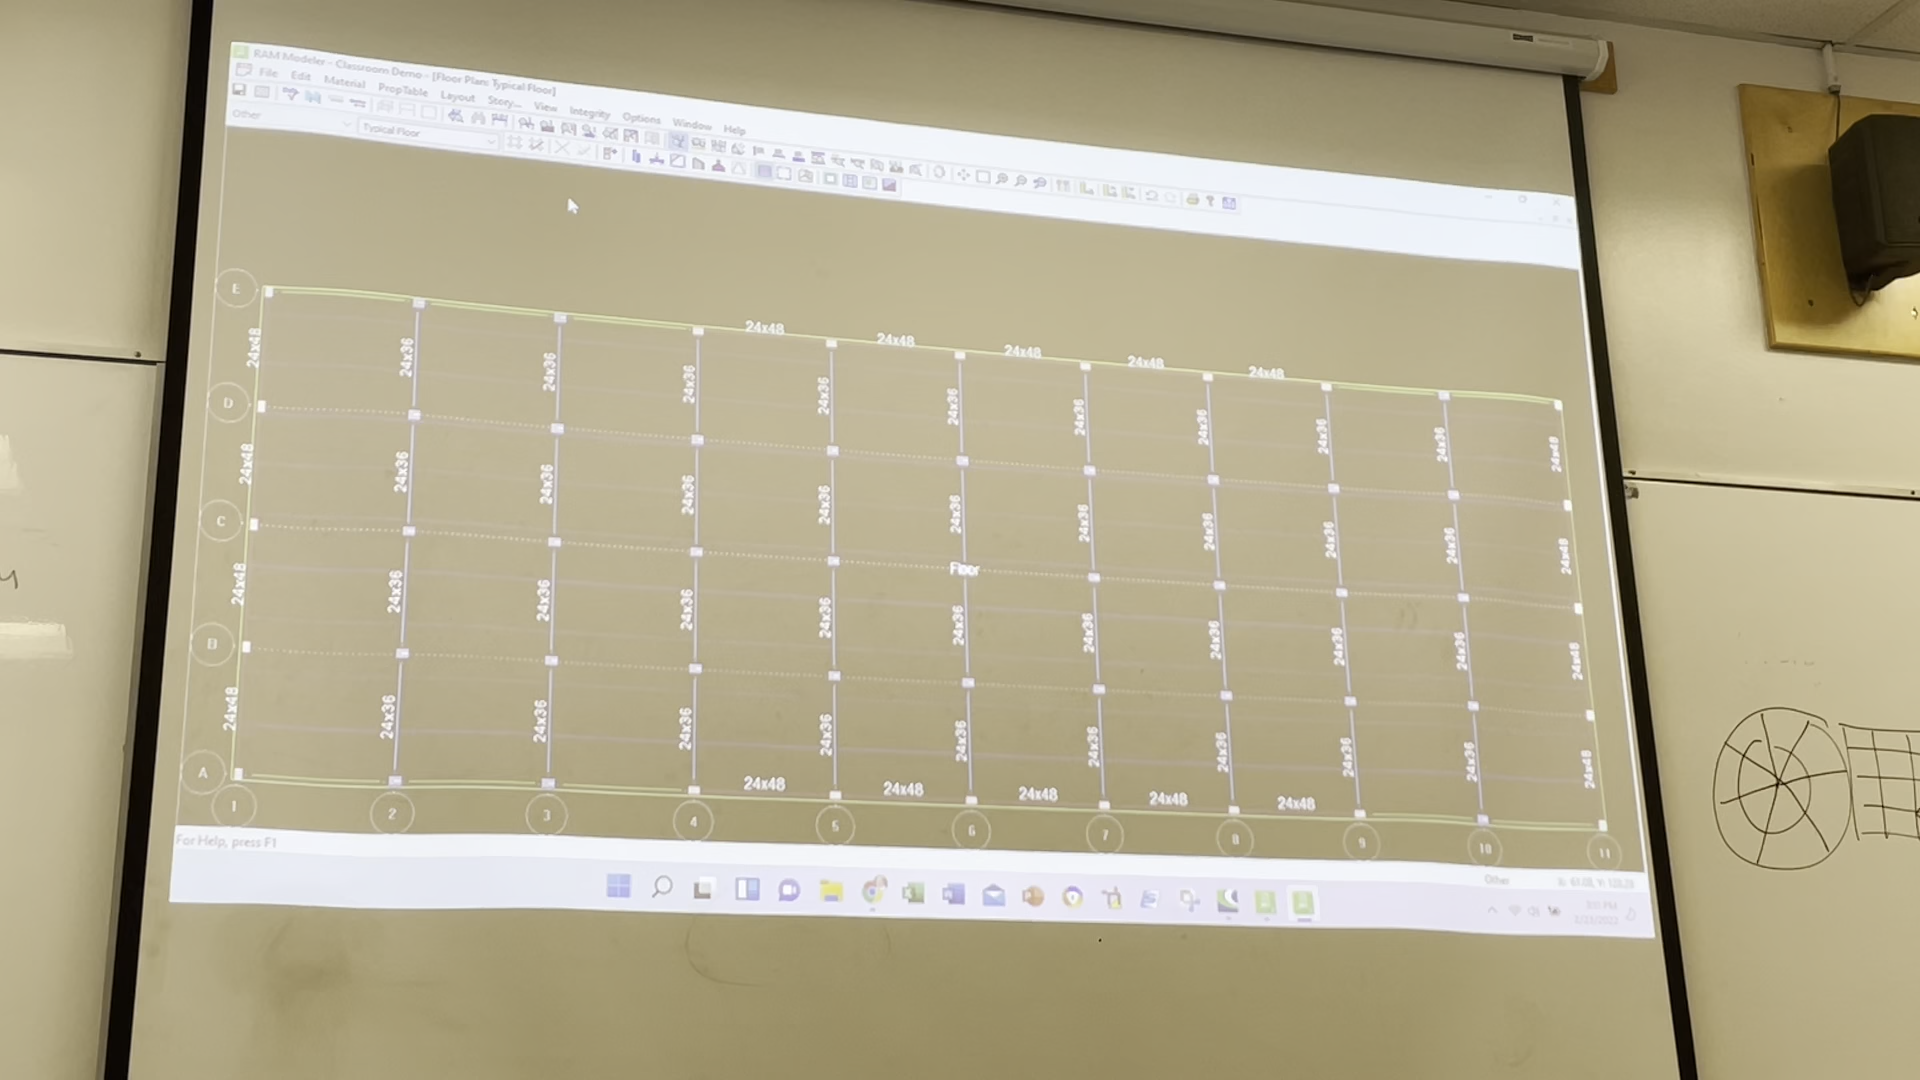 RAM Modeler - Classroom Demo - [Floor Plan: Typical Floor]
File Edit Material PropTable Layout Story... View Integrity Options Window Help
Other Typical Floor
E
24x48 24x48 24x48 24x48 24x48
24x48 24x36 24x36 24x36 24x36 24x36 24x36 24x36 24x36 24x36 24x48
D
24x48 24x36 24x36 24x36 24x36 24x36 24x36 24x36 24x36 24x36 24x48
C
Floor
24x48 24x36 24x36 24x36 24x36 24x36 24x36 24x36 24x36 24x36 24x48
B
24x48 24x36 24x36 24x36 24x36 24x36 24x36 24x36 24x36 24x36 24x48
A
24x48 24x48 24x48 24x48 24x48
1 2 3 4 5 6 7 8 9 10 11
For Help, press F1
Other